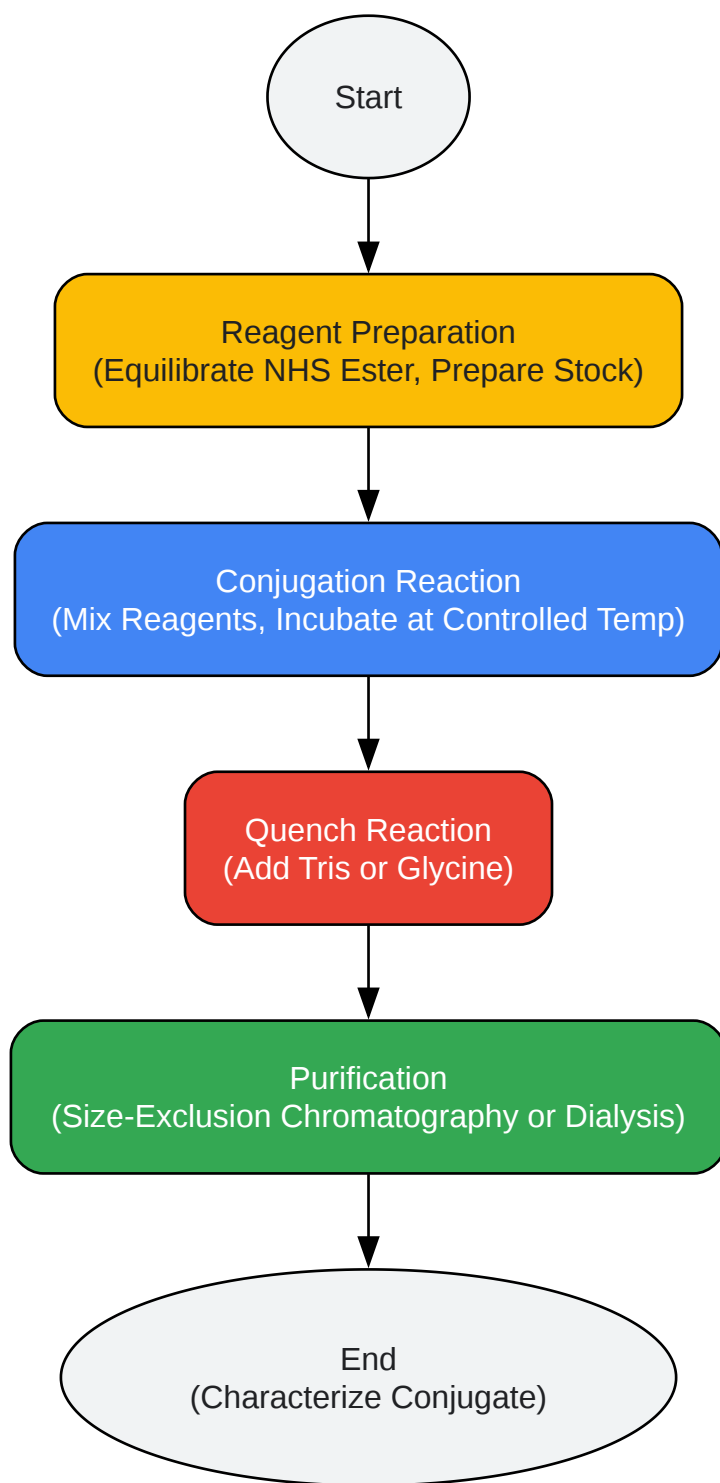 Start
Reagent Preparation
(Equilibrate NHS Ester, Prepare Stock)
Conjugation Reaction
(Mix Reagents, Incubate at Controlled Temp)
Quench Reaction
(Add Tris or Glycine)
Purification
(Size-Exclusion Chromatography or Dialysis)
End
(Characterize Conjugate)